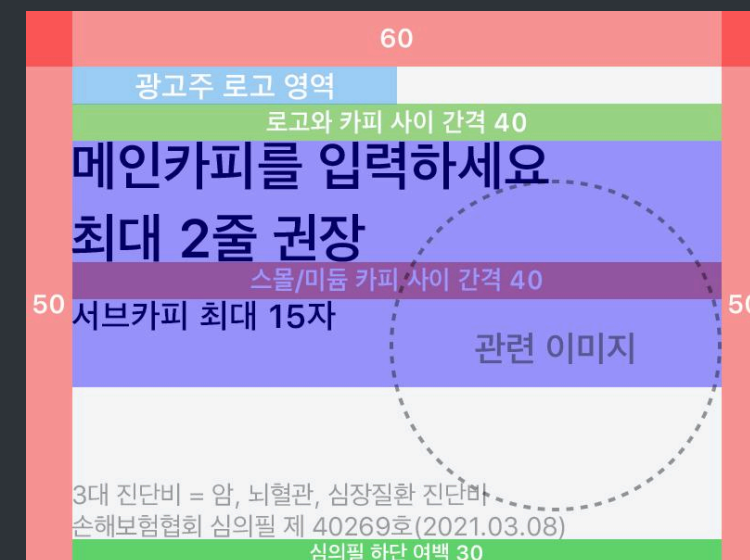 60
광고주 로고 영역
로고와 카피 사이 간격 40
메인카피를 입력하세요
최대 2줄 권장
스몰/미듐 카피 사이 간격 40
50
50
서브카피 최대 15자
관련 이미지
3대 진단비 = 암, 뇌혈관, 심장질환 진단비
손해보험협회 심의필 제 40269호(2021.03.08)
심의필 하단 여백 30